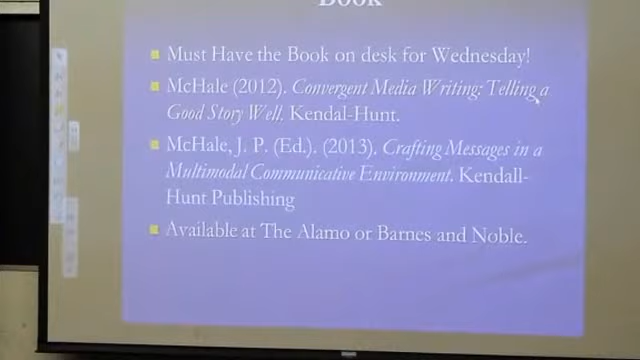 Book
Must Have the Book on desk for Wednesday!
McHale (2012). Convergent Media Writing: Telling a
Good Story Well. Kendal-Hunt.
McHale, J. P. (Ed.). (2013). Crafting Messages in a
Multimodal Communicative Environment. Kendall-
Hunt Publishing
Available at The Alamo or Barnes and Noble.